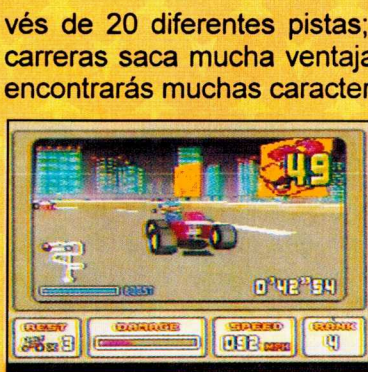 vés de 20 diferentes pistas;
carreras saca mucha ventaja
encontrarás muchas caracter
49
BOOST
0'42"54
REST DAMAGE SPEED RANK
x 3 092 MPH 4